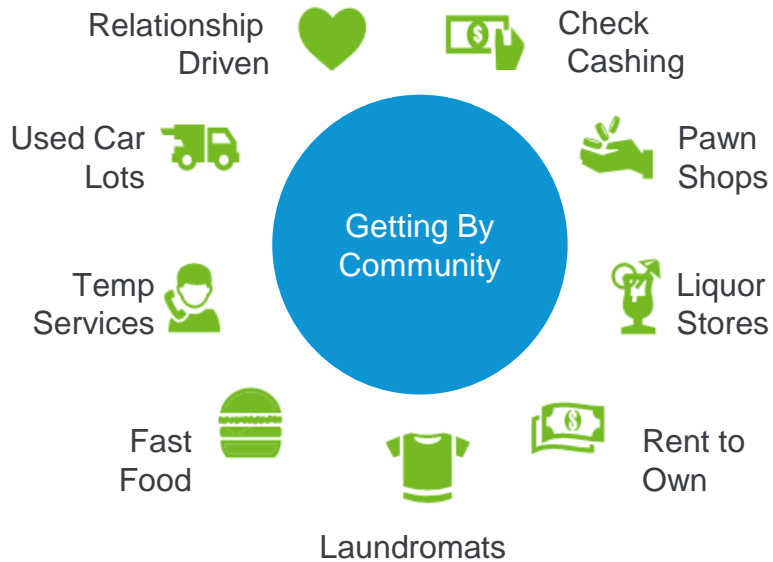 Relationship
Driven
Check
Cashing
Used Car
Lots
Pawn
Shops
Getting By
Community
Temp
Services
Liquor
Stores
Fast
Food
Rent to
Own
Laundromats